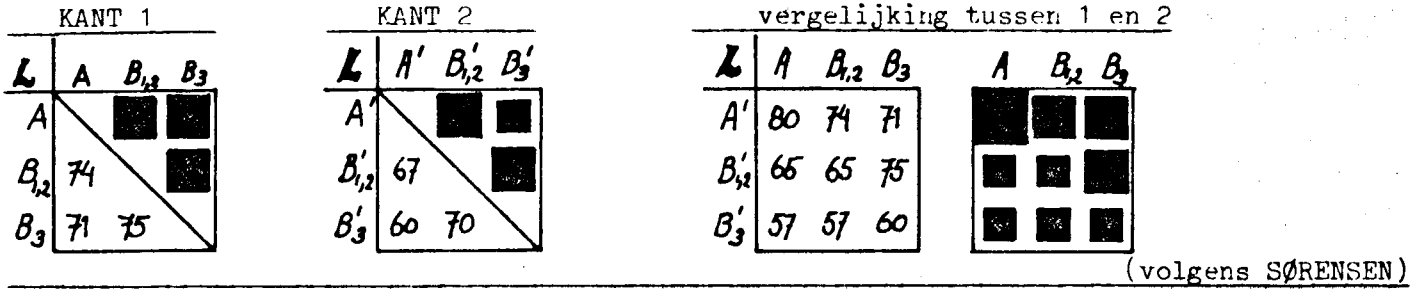 KANT 1 KANT 2 vergelijking tussen 1 en 2
L A B1,3 B3 L A' B'1,2 B'3 L A B1,2 B3 A B1,2 B3
A A' A' 80 74 71
B1,2 74 B'1,2 67 B'1,2 65 65 75
B3 71 75 B'3 60 70 B'3 57 57 60
(volgens SØRENSEN)